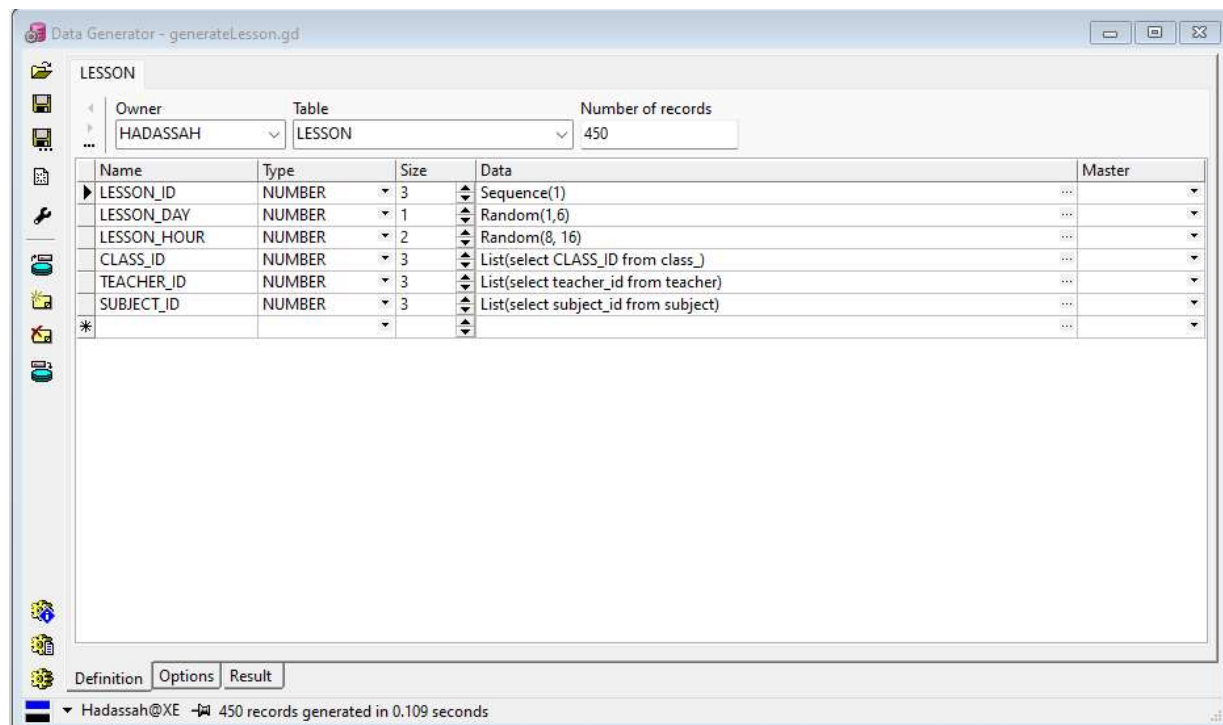 Data Generator - generateLesson.gd
LESSON
Owner Table Number of records
HADASSAH LESSON 450
Name Type Size Data Master
LESSON_ID NUMBER 3 Sequence(1) ...
LESSON_DAY NUMBER 1 Random(1,6) ...
LESSON_HOUR NUMBER 2 Random(8, 16) ...
CLASS_ID NUMBER 3 List(select CLASS_ID from class_) ...
TEACHER_ID NUMBER 3 List(select teacher_id from teacher) ...
SUBJECT_ID NUMBER 3 List(select subject_id from subject) ...
* ...
Definition Options Result
Hadassah@XE 450 records generated in 0.109 seconds